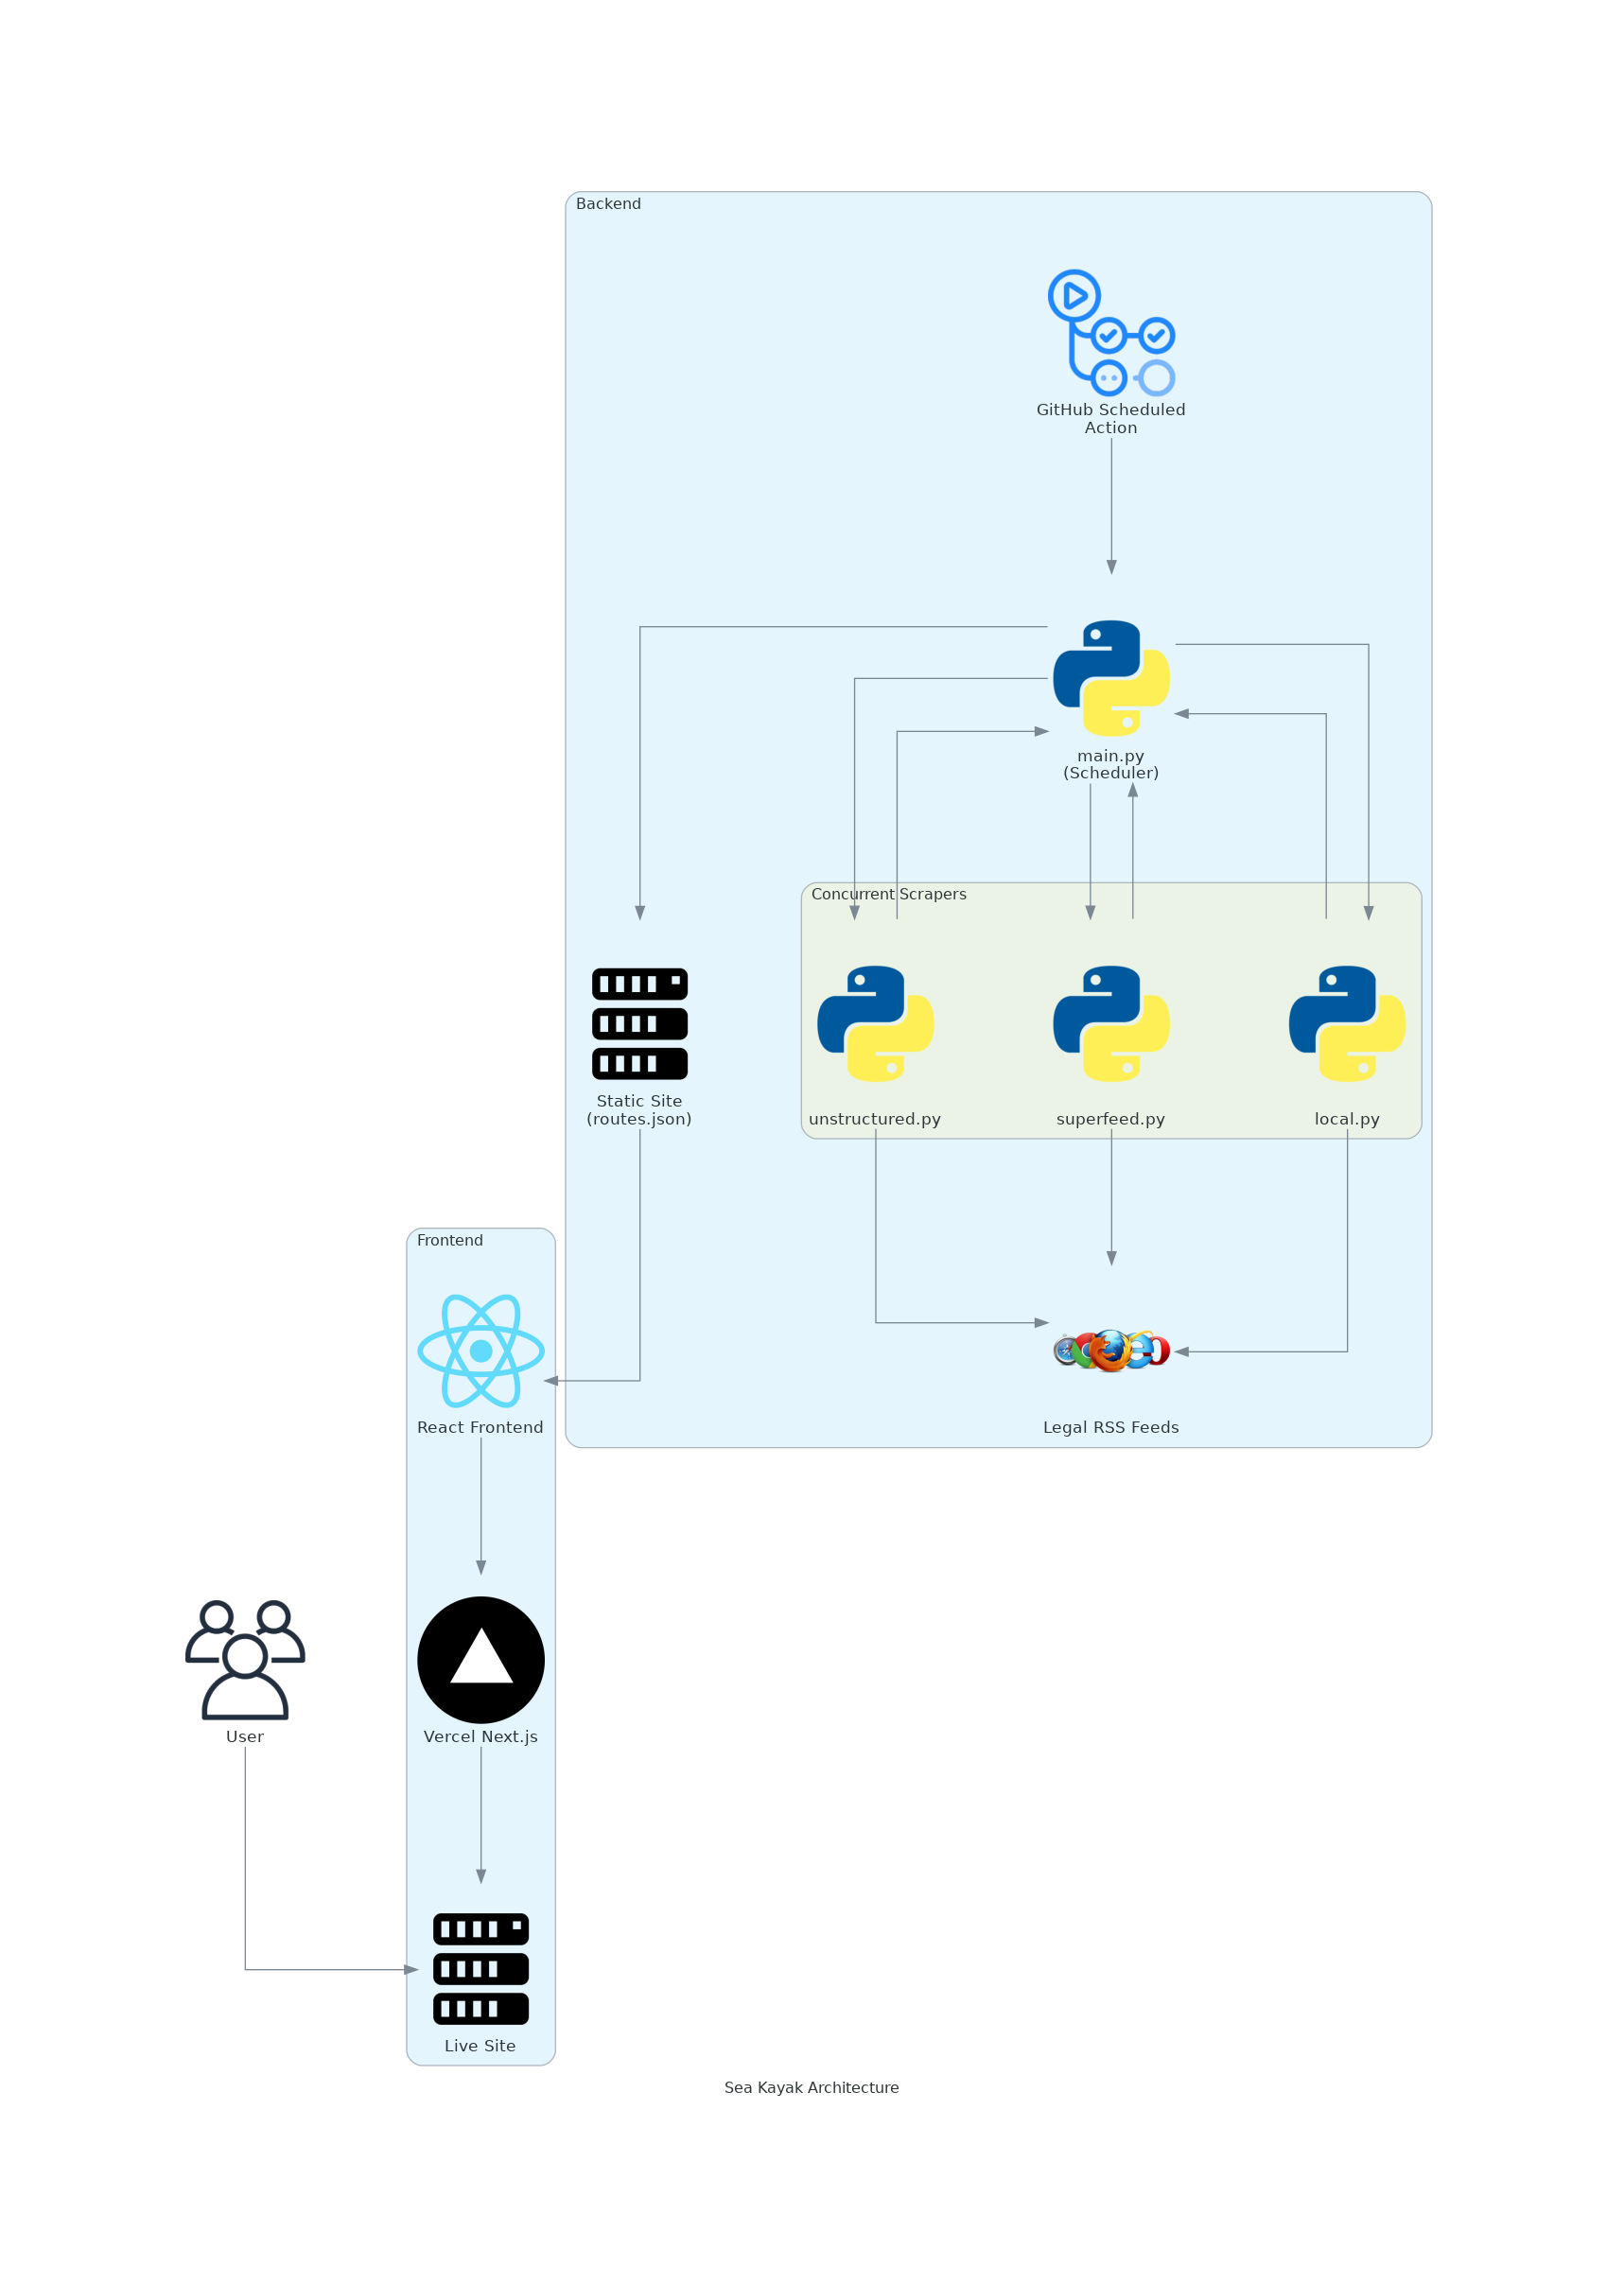 Backend
GitHub Scheduled
Action
main.py
(Scheduler)
Concurrent Scrapers
Static Site
(routes.json)
unstructured.py
superfeed.py
local.py
Frontend
React Frontend
Legal RSS Feeds
User
Vercel Next.js
Live Site
Sea Kayak Architecture